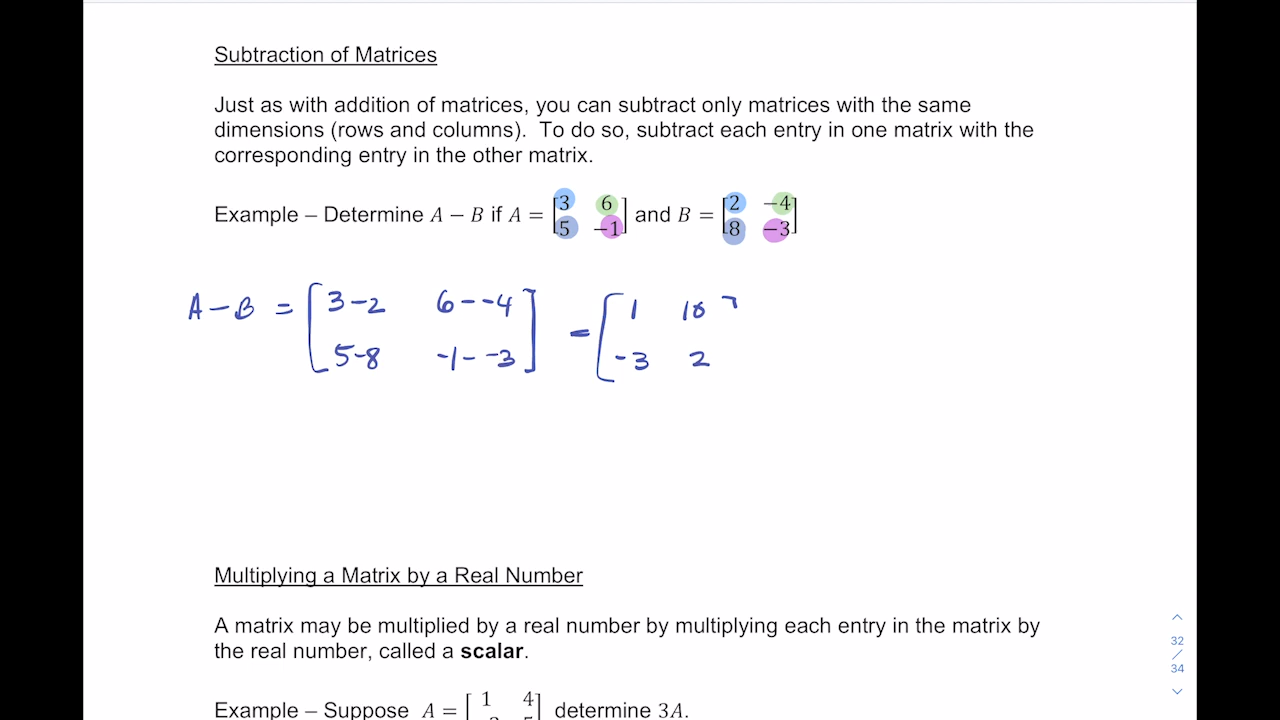 Subtraction of Matrices
Just as with addition of matrices, you can subtract only matrices with the same
dimensions (rows and columns). To do so, subtract each entry in one matrix with the
corresponding entry in the other matrix.
Example – Determine A − B if A = [3 6 5 −1] and B = [2 −4 8 −3]
A − B = [3-2 6--4 = [1 10
5-8 -1--3] -3 2
Multiplying a Matrix by a Real Number
A matrix may be multiplied by a real number by multiplying each entry in the matrix by
the real number, called a scalar.
Example – Suppose A = [1 4] determine 3A.
32
/
34